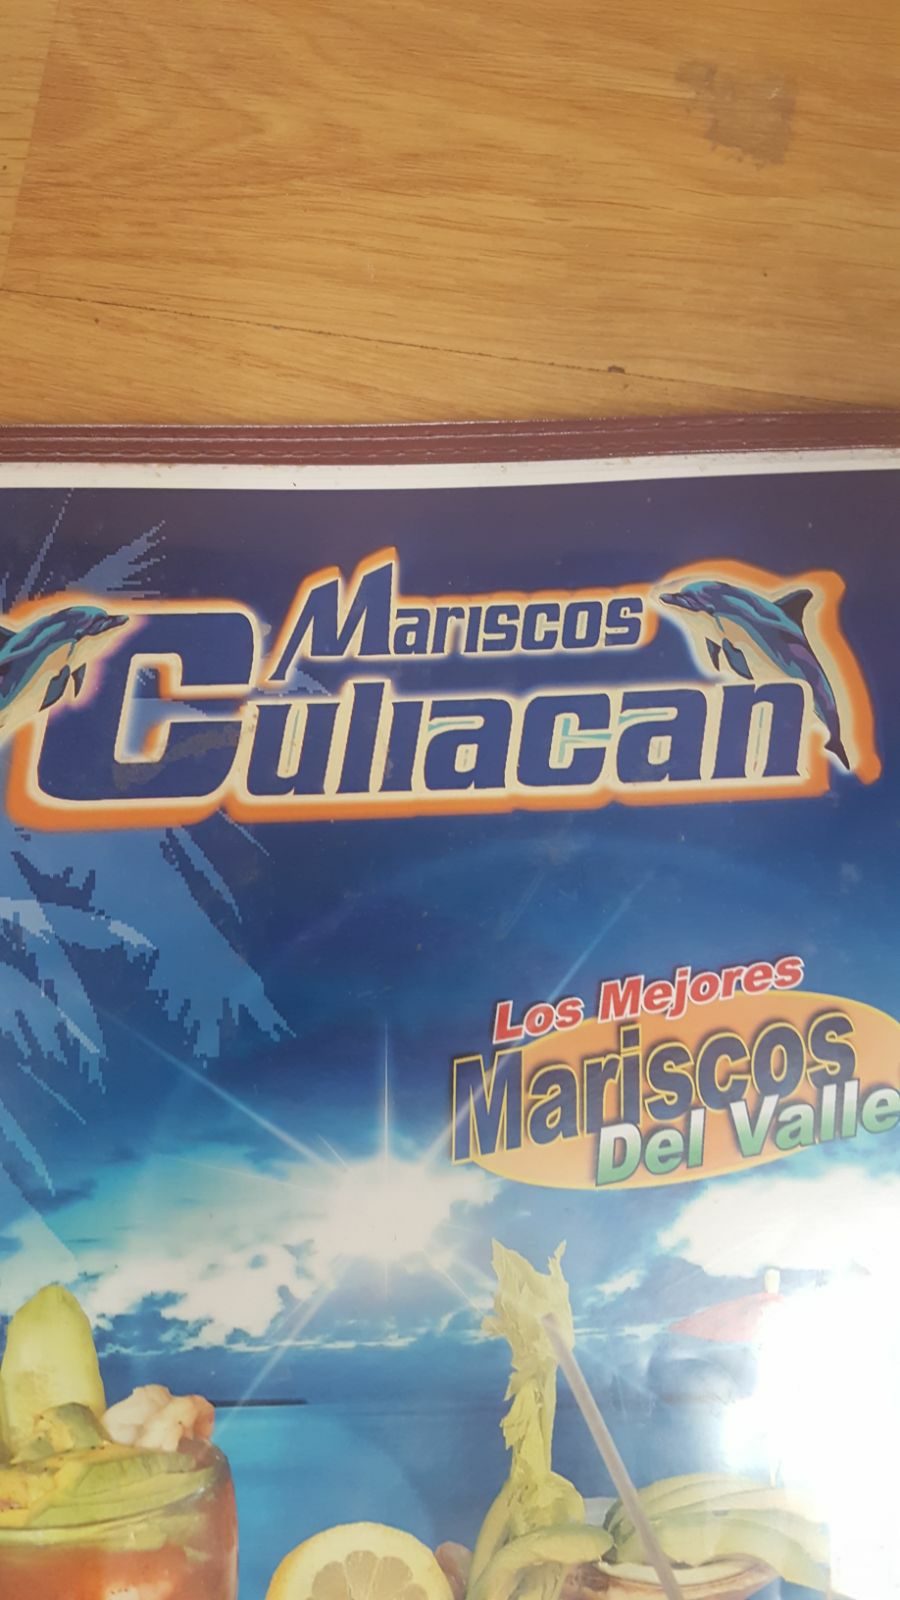 Mariscos
Culiacan
Los Mejores
Mariscos
Del Valle